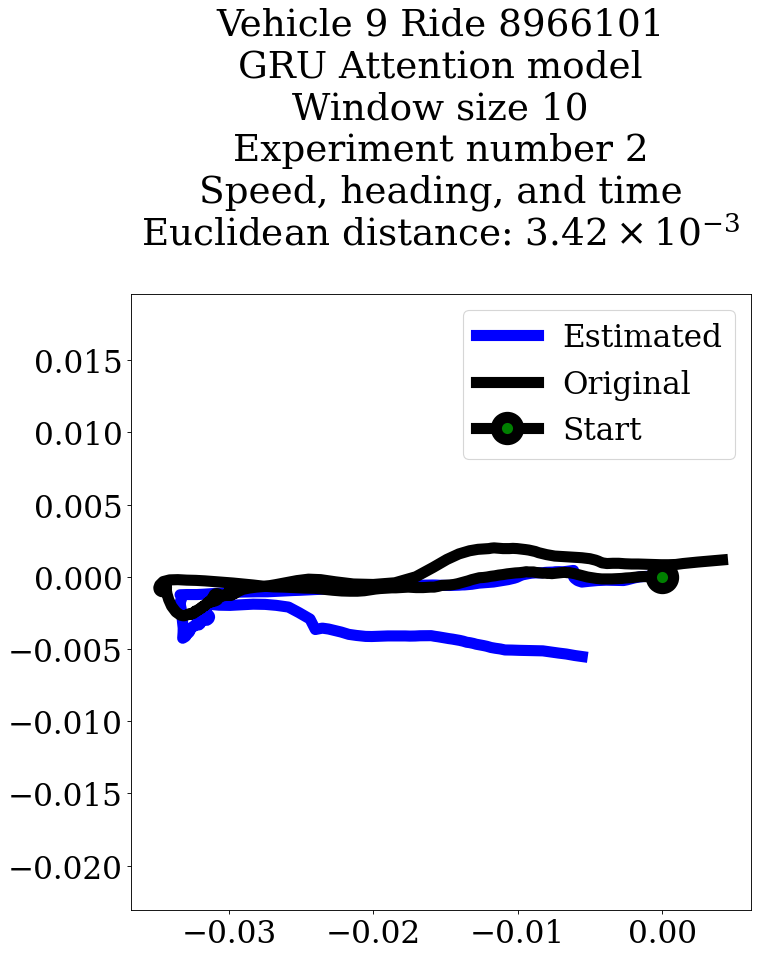 Vehicle 9 Ride 8966101
GRU Attention model
Window size 10
Experiment number 2
Speed, heading, and time
Euclidean distance: 3.42 × 10⁻³
Estimated
Original
Start
0.015
0.010
0.005
0.000
−0.005
−0.010
−0.015
−0.020
−0.03 −0.02 −0.01 0.00